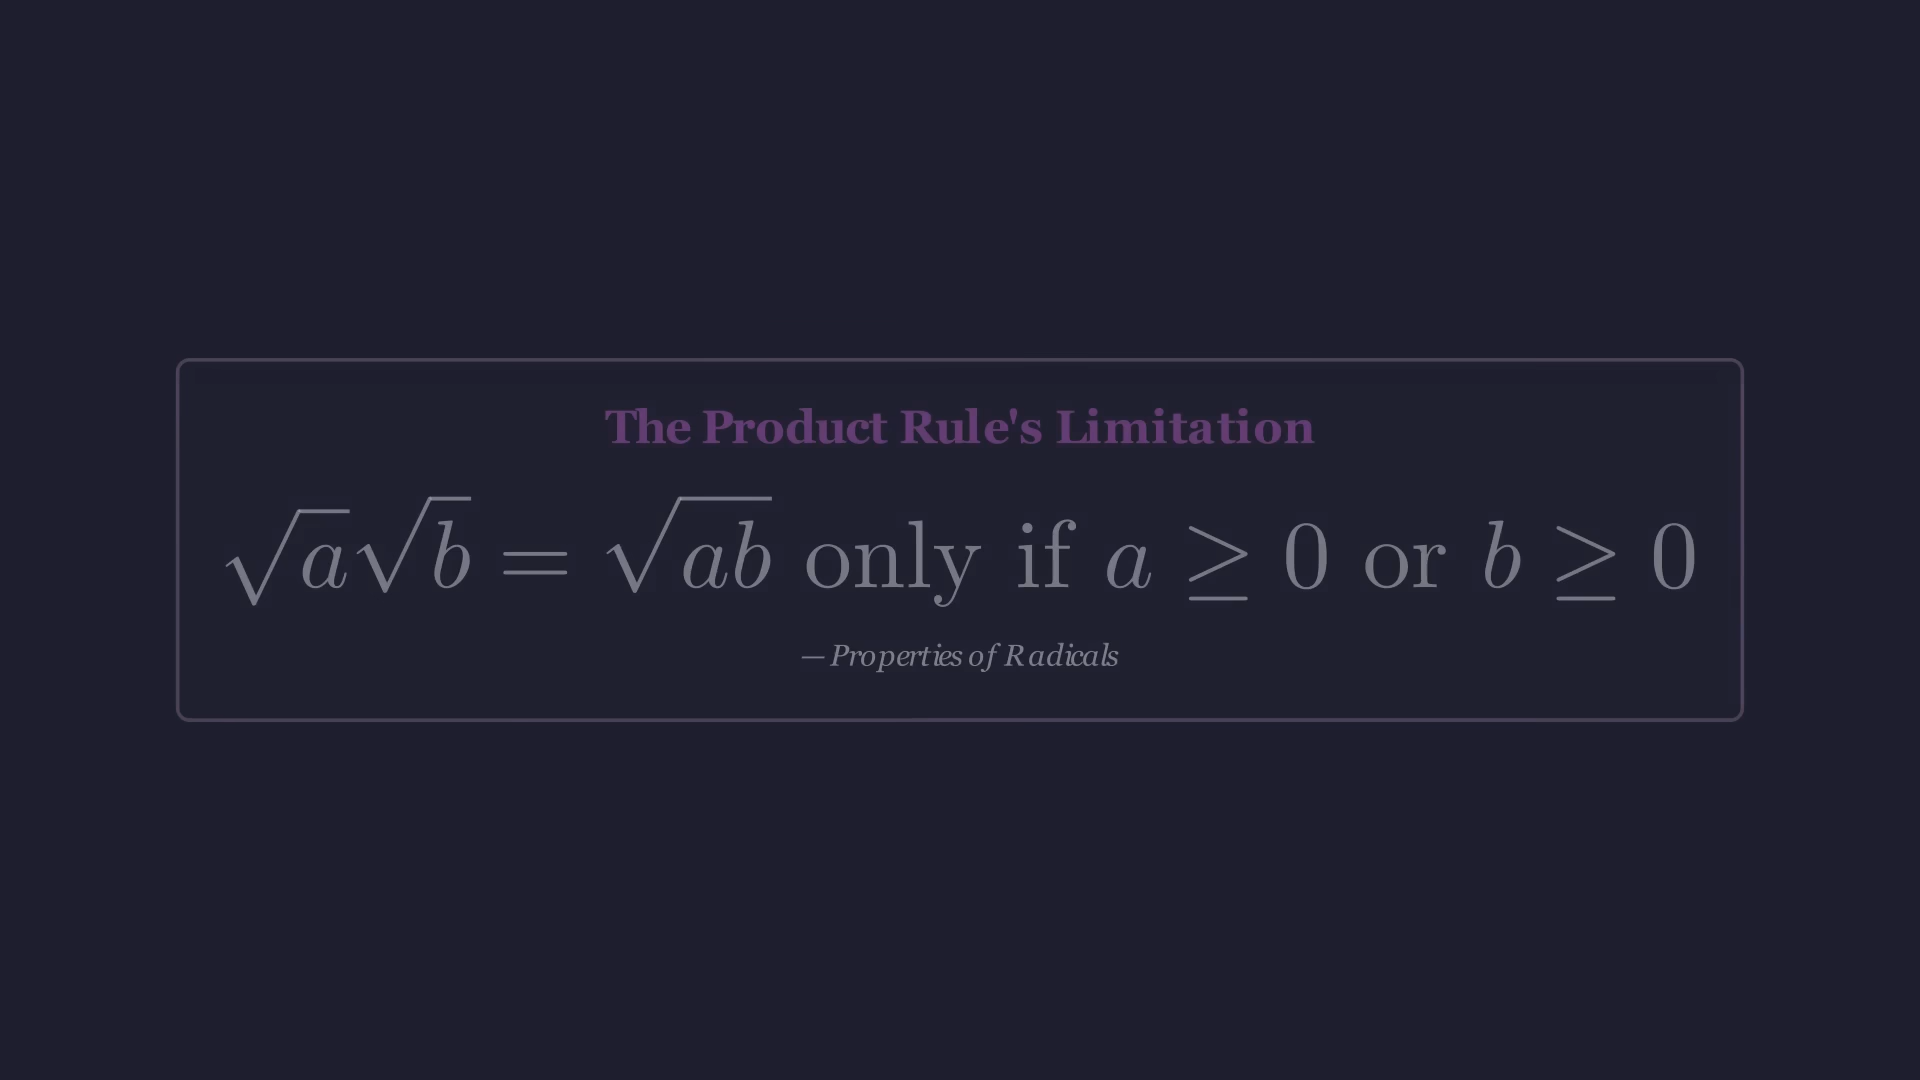 The Product Rule's Limitation
√a√b = √ab only if a ≥ 0 or b ≥ 0
— Properties of Radicals